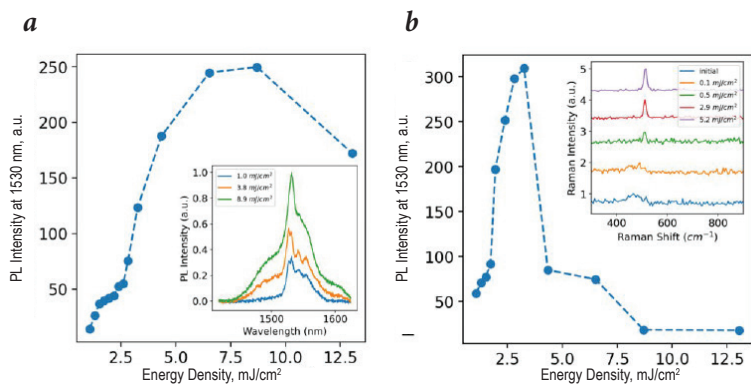 a
PL Intensity at 1530 nm, a.u.
250
200
150
100
50
2.5
5.0
7.5
10.0
12.5
Energy Density, mJ/cm²
PL Intensity (a.u.)
1.0
0.8
0.6
0.4
0.2
0.0
1.0 mJ/cm²
3.8 mJ/cm²
8.9 mJ/cm²
1500
1600
Wavelength (nm)
b
PL Intensity at 1530 nm, a.u.
300
250
200
150
100
50
2.5
5.0
7.5
10.0
12.5
Energy Density, mJ/cm²
Raman Intensity (a.u.)
5
4
3
2
1
initial
0.1 mJ/cm²
0.5 mJ/cm²
2.9 mJ/cm²
5.2 mJ/cm²
400
600
800
Raman Shift (cm⁻¹)